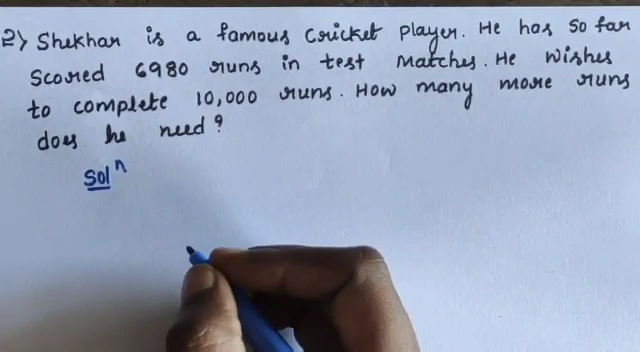 2) Shekhar is a famous cricket player. He has so far
scored 6980 runs in test matches. He wishes
to complete 10,000 runs. How many more runs
does he need?
Solⁿ